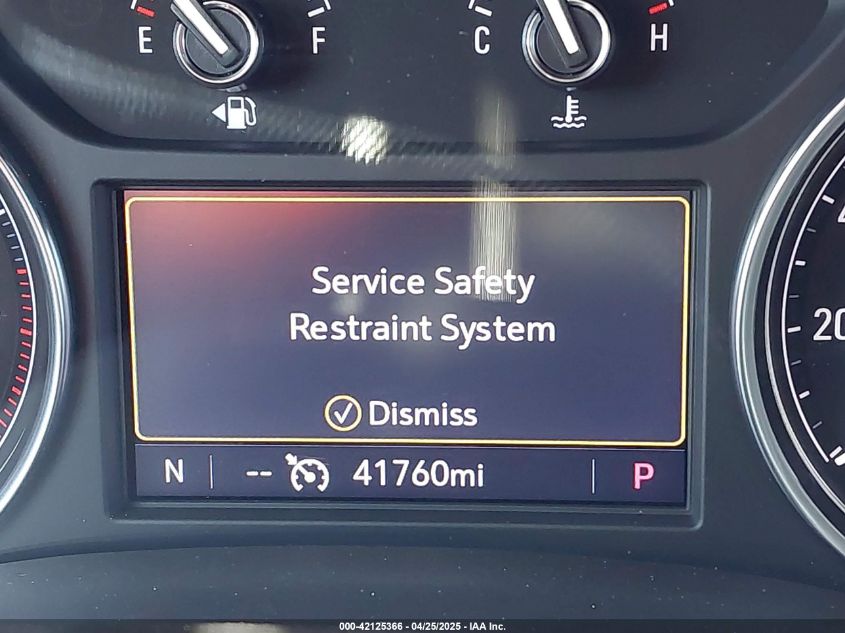 E F C H
Service Safety
Restraint System
Dismiss
20
N -- 41760mi P
000-42125366 - 04/25/2025 - IAA Inc.